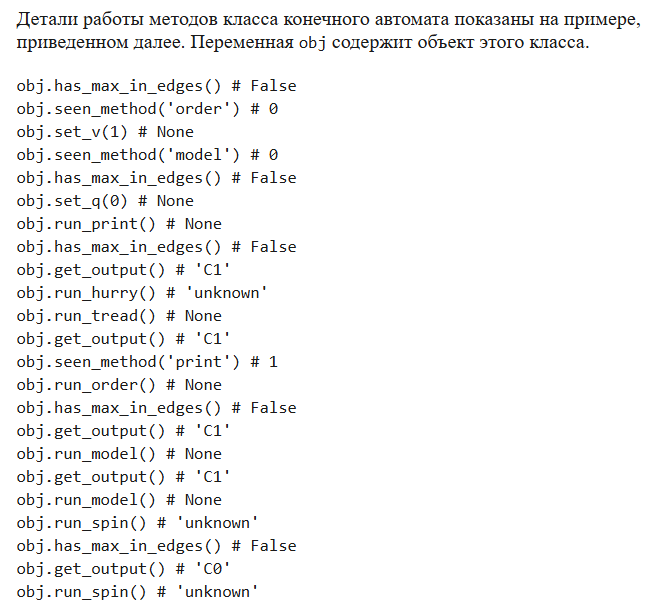 Детали работы методов класса конечного автомата показаны на примере,
приведенном далее. Переменная obj содержит объект этого класса.
obj.has_max_in_edges() # False
obj.seen_method('order') # 0
obj.set_v(1) # None
obj.seen_method('model') # 0
obj.has_max_in_edges() # False
obj.set_q(0) # None
obj.run_print() # None
obj.has_max_in_edges() # False
obj.get_output() # 'C1'
obj.run_hurry() # 'unknown'
obj.run_tread() # None
obj.get_output() # 'C1'
obj.seen_method('print') # 1
obj.run_order() # None
obj.has_max_in_edges() # False
obj.get_output() # 'C1'
obj.run_model() # None
obj.get_output() # 'C1'
obj.run_model() # None
obj.run_spin() # 'unknown'
obj.has_max_in_edges() # False
obj.get_output() # 'C0'
obj.run_spin() # 'unknown'